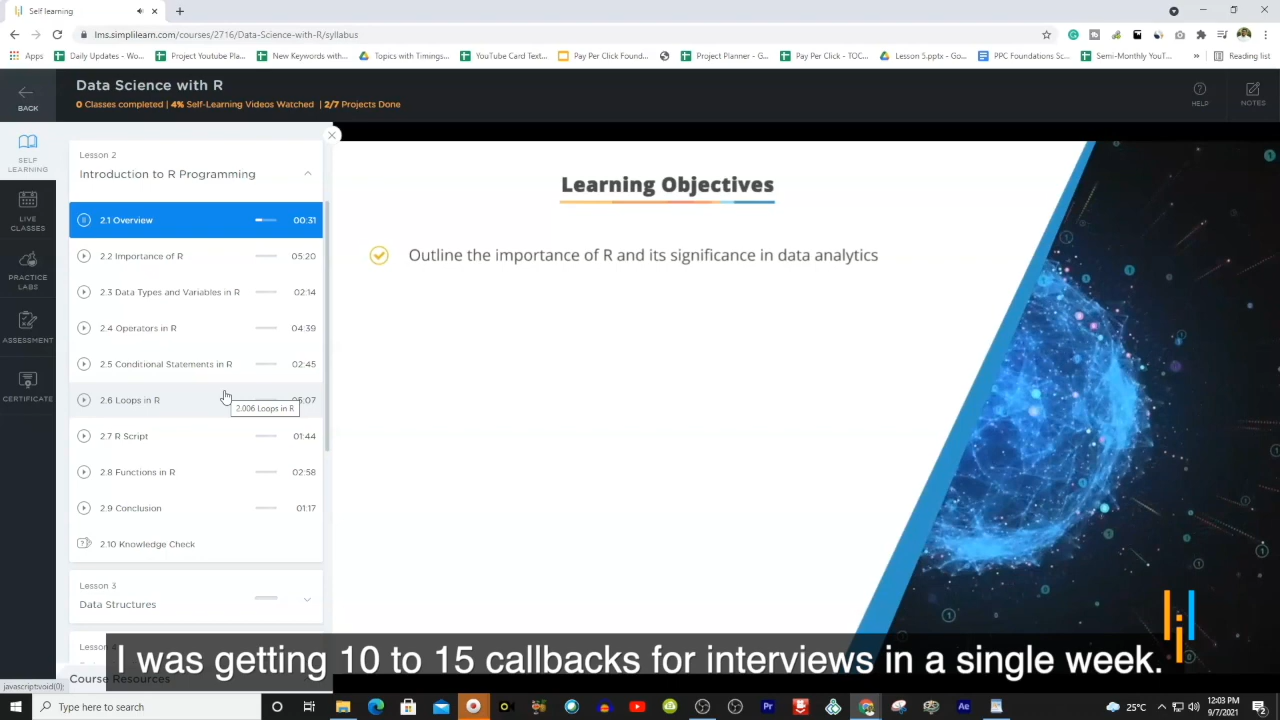 Self learning
lms.simplilearn.com/courses/2716/Data-Science-with-R/syllabus
Apps
Daily Updates - Wo...
Project Youtube Pla...
New Keywords with...
Topics with Timings...
YouTube Card Text...
Pay Per Click Found...
Project Planner - G...
Pay Per Click - TOC...
Lesson 5.pptx - Go...
PPC Foundations Sc...
Semi-Monthly YouT...
»
Reading list
BACK
Data Science with R
0 Classes completed | 4% Self-Learning Videos Watched | 2/7 Projects Done
HELP
NOTES
SELF LEARNING
LIVE CLASSES
PRACTICE LABS
ASSESSMENT
CERTIFICATE
Lesson 2
Introduction to R Programming
2.1 Overview 00:31
2.2 Importance of R 05:20
2.3 Data Types and Variables in R 02:14
2.4 Operators in R 04:39
2.5 Conditional Statements in R 02:45
2.6 Loops in R 05:07
2.006 Loops in R
2.7 R Script 01:44
2.8 Functions in R 02:58
2.9 Conclusion 01:17
2.10 Knowledge Check
Lesson 3
Data Structures
Course Resources
Learning Objectives
Outline the importance of R and its significance in data analytics
I was getting 10 to 15 callbacks for interviews in a single week.
javascript:void(0);
Type here to search
25°C
12:03 PM
9/7/2021